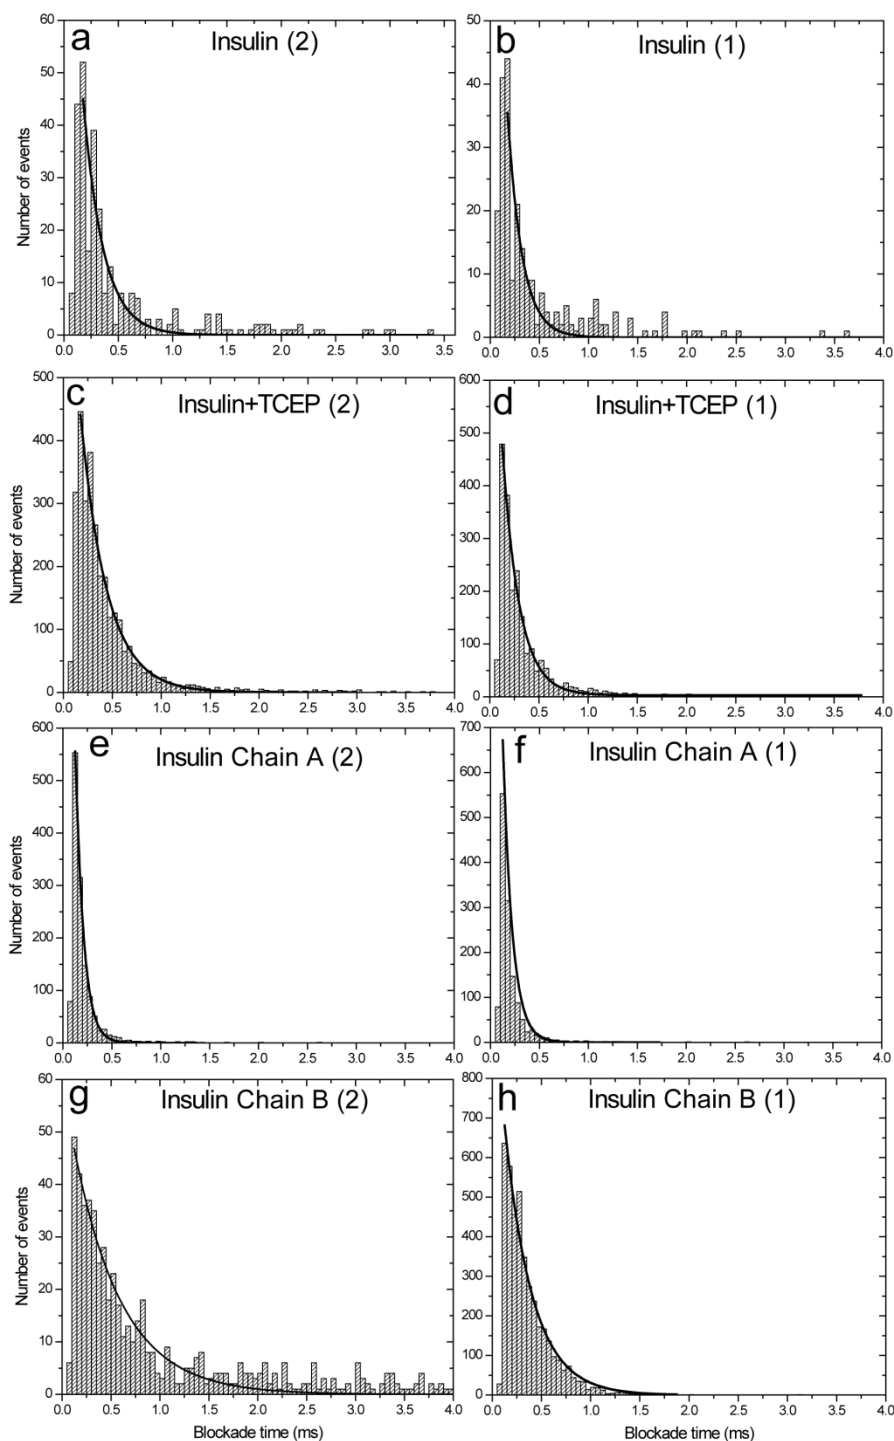 a Insulin (2)
60
50
40
30
20
10
0
Number of events
0.0 0.5 1.0 1.5 2.0 2.5 3.0 3.5
b Insulin (1)
50
40
30
20
10
0
0.0 0.5 1.0 1.5 2.0 2.5 3.0 3.5 4.0
c Insulin+TCEP (2)
500
400
300
200
100
0
Number of events
0.0 0.5 1.0 1.5 2.0 2.5 3.0 3.5 4.0
d Insulin+TCEP (1)
600
500
400
300
200
100
0
0.0 0.5 1.0 1.5 2.0 2.5 3.0 3.5 4.0
e Insulin Chain A (2)
600
500
400
300
200
100
0
Number of events
0.0 0.5 1.0 1.5 2.0 2.5 3.0 3.5 4.0
f Insulin Chain A (1)
700
600
500
400
300
200
100
0
0.0 0.5 1.0 1.5 2.0 2.5 3.0 3.5 4.0
g Insulin Chain B (2)
60
50
40
30
20
10
0
Number of events
0.0 0.5 1.0 1.5 2.0 2.5 3.0 3.5 4.0
Blockade time (ms)
h Insulin Chain B (1)
800
700
600
500
400
300
200
100
0
0.0 0.5 1.0 1.5 2.0 2.5 3.0 3.5 4.0
Blockade time (ms)